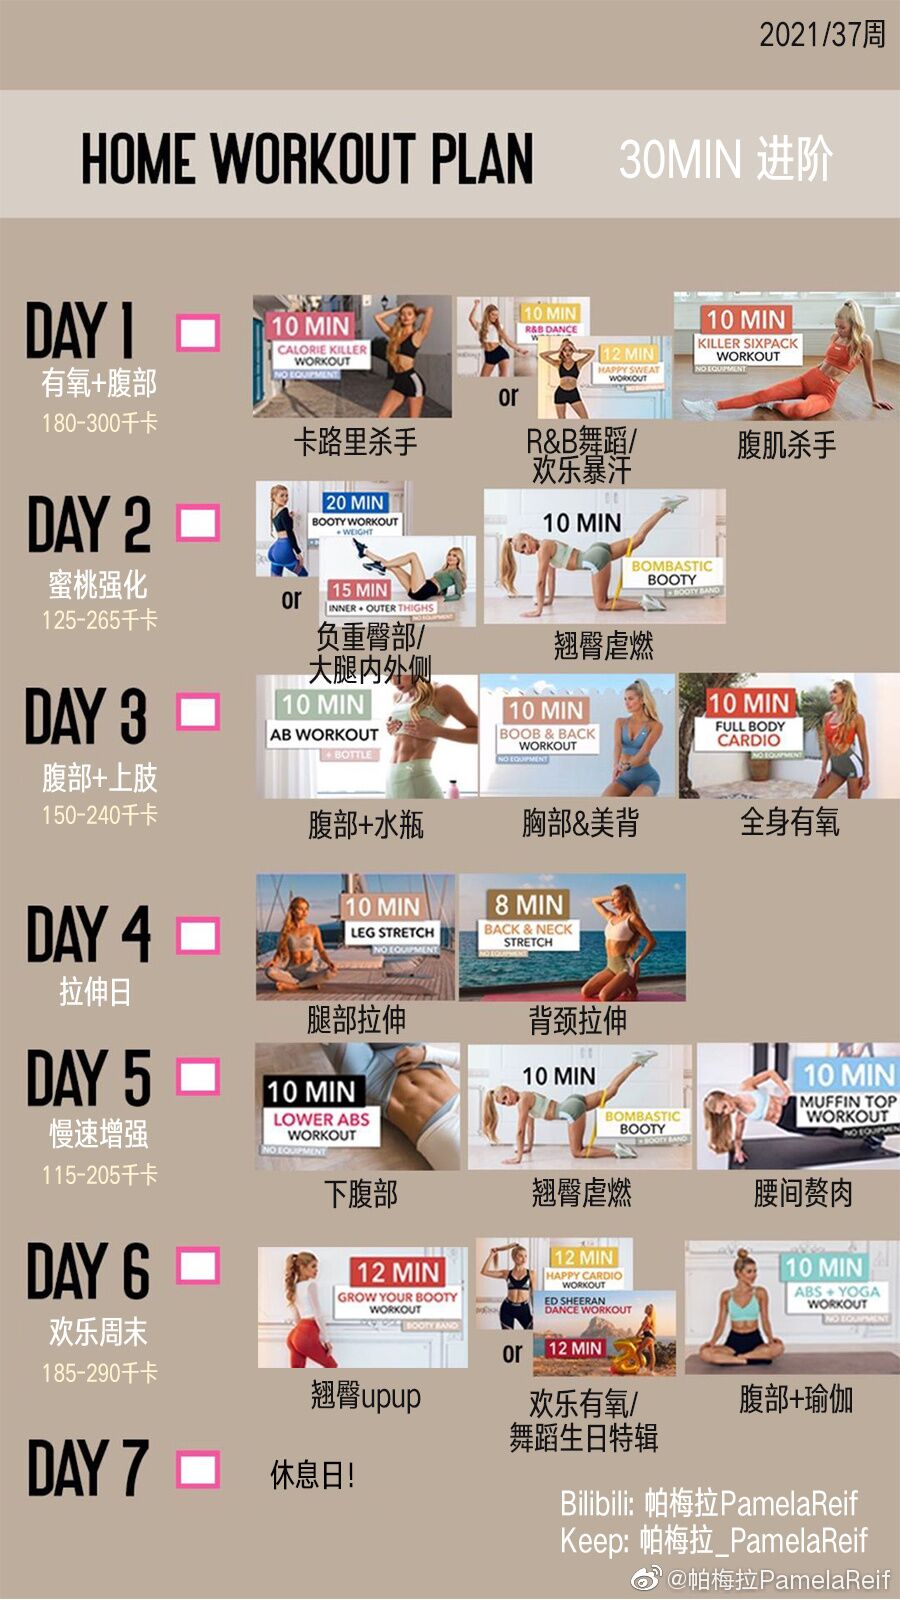 2021/37周
HOME WORKOUT PLAN
30MIN 进阶
DAY 1
有氧+腹部
180-300千卡
10 MIN
CALORIE KILLER
WORKOUT
NO EQUIPMENT
卡路里杀手
10 MIN
R&B DANCE
or
12 MIN
HAPPY SWEAT
WORKOUT
R&B舞蹈/
欢乐暴汗
10 MIN
KILLER SIXPACK
WORKOUT
NO EQUIPMENT
腹肌杀手
DAY 2
蜜桃强化
125-265千卡
20 MIN
BOOTY WORKOUT
+ WEIGHT
or
15 MIN
INNER + OUTER THIGHS
NO EQUIPMENT
负重臀部/
大腿内外侧
10 MIN
BOMBASTIC
BOOTY
+ BOOTY BAND
翘臀虐燃
DAY 3
腹部+上肢
150-240千卡
10 MIN
AB WORKOUT
+ BOTTLE
腹部+水瓶
10 MIN
BOOB & BACK
WORKOUT
NO EQUIPMENT
胸部&美背
10 MIN
FULL BODY
CARDIO
NO EQUIPMENT
全身有氧
DAY 4
拉伸日
10 MIN
LEG STRETCH
NO EQUIPMENT
腿部拉伸
8 MIN
BACK & NECK
STRETCH
NO EQUIPMENT
背颈拉伸
DAY 5
慢速增强
115-205千卡
10 MIN
LOWER ABS
WORKOUT
NO EQUIPMENT
下腹部
10 MIN
BOMBASTIC
BOOTY
+ BOOTY BAND
翘臀虐燃
10 MIN
MUFFIN TOP
WORKOUT
NO EQUIPMENT
腰间赘肉
DAY 6
欢乐周末
185-290千卡
12 MIN
GROW YOUR BOOTY
WORKOUT
BOOTY BAND
翘臀upup
12 MIN
HAPPY CARDIO
WORKOUT
or
ED SHEERAN
DANCE WORKOUT
12 MIN
欢乐有氧/
舞蹈生日特辑
10 MIN
ABS + YOGA
WORKOUT
NO EQUIPMENT
腹部+瑜伽
DAY 7
休息日!
Bilibili: 帕梅拉PamelaReif
Keep: 帕梅拉_PamelaReif
@帕梅拉PamelaReif